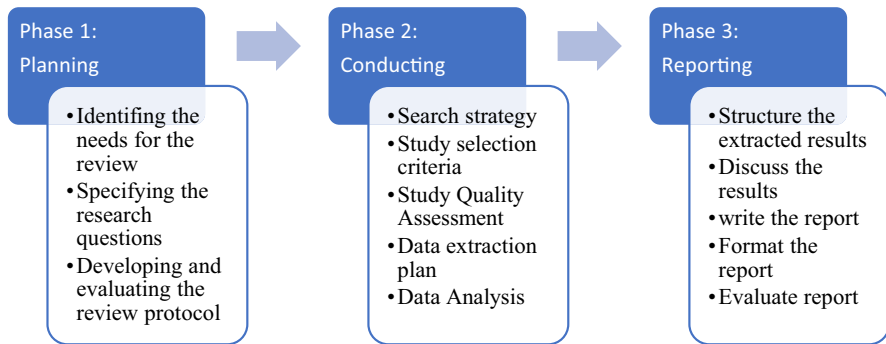 Phase 1:
Planning
•Identifing the
needs for the
review
•Specifying the
research
questions
•Developing and
evaluating the
review protocol
Phase 2:
Conducting
•Search strategy
•Study selection
criteria
•Study Quality
Assessment
•Data extraction
plan
•Data Analysis
Phase 3:
Reporting
•Structure the
extracted results
•Discuss the
results
•write the report
•Format the
report
•Evaluate report